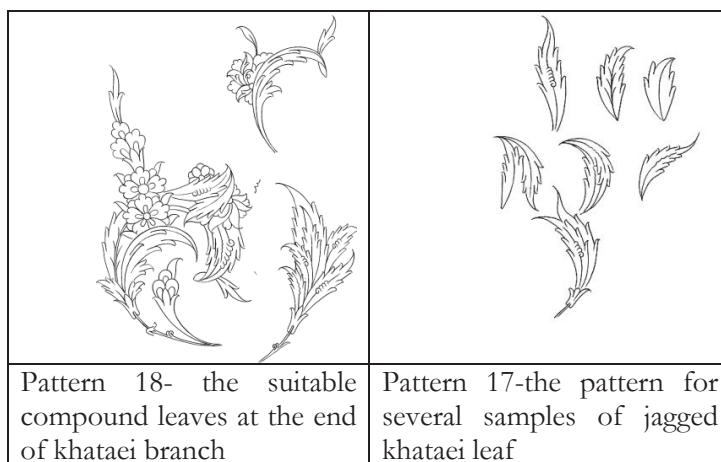 Pattern 18- the suitable
compound leaves at the end
of khataei branch
Pattern 17-the pattern for
several samples of jagged
khataei leaf